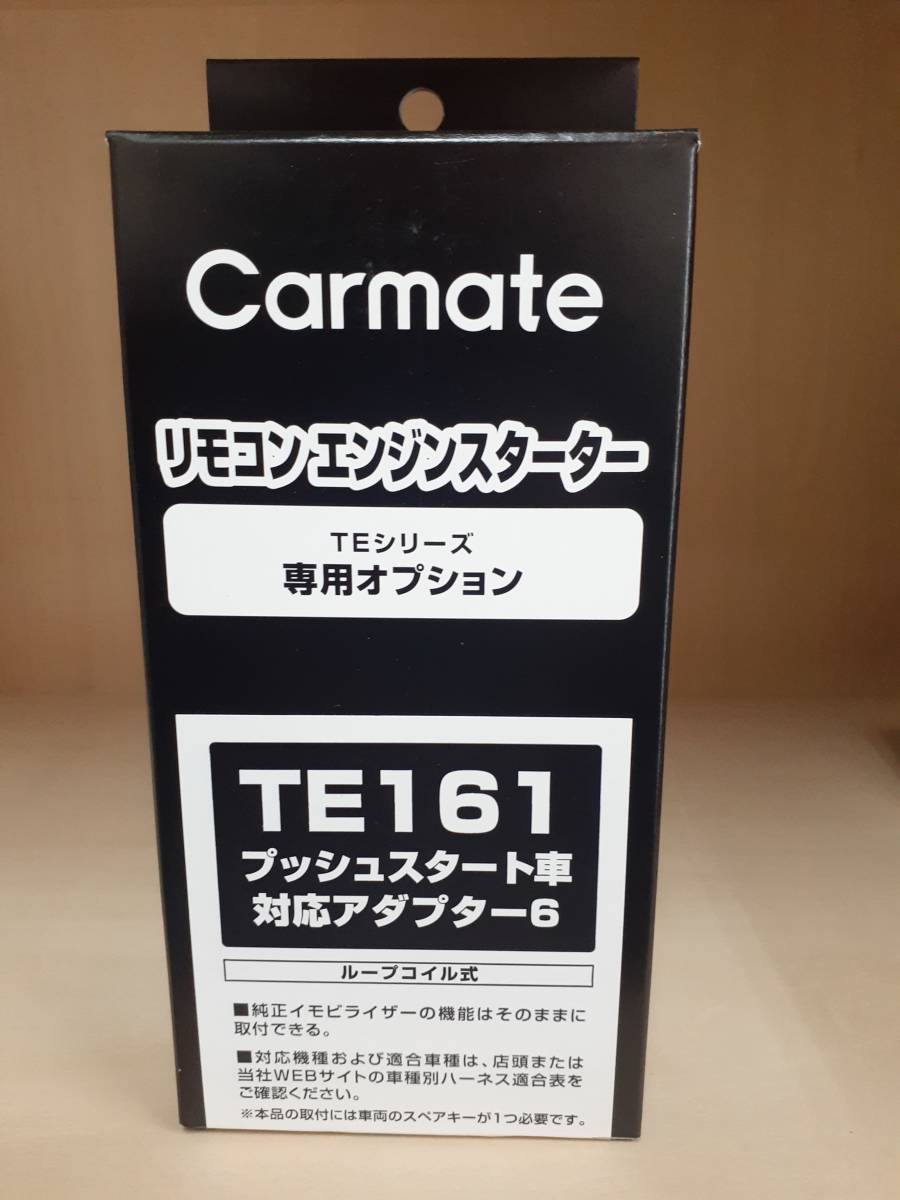 Carmate
リモコンエンジンスターター
TEシリーズ
専用オプション
TE161
プッシュスタート車
対応アダプター6
ループコイル式
■純正イモビライザーの機能はそのままに
取付できる。
■対応機種および適合車種は、店頭または
当社WEBサイトの車種別ハーネス適合表を
ご確認ください。
※本品の取付には車両のスペアキーが1つ必要です。